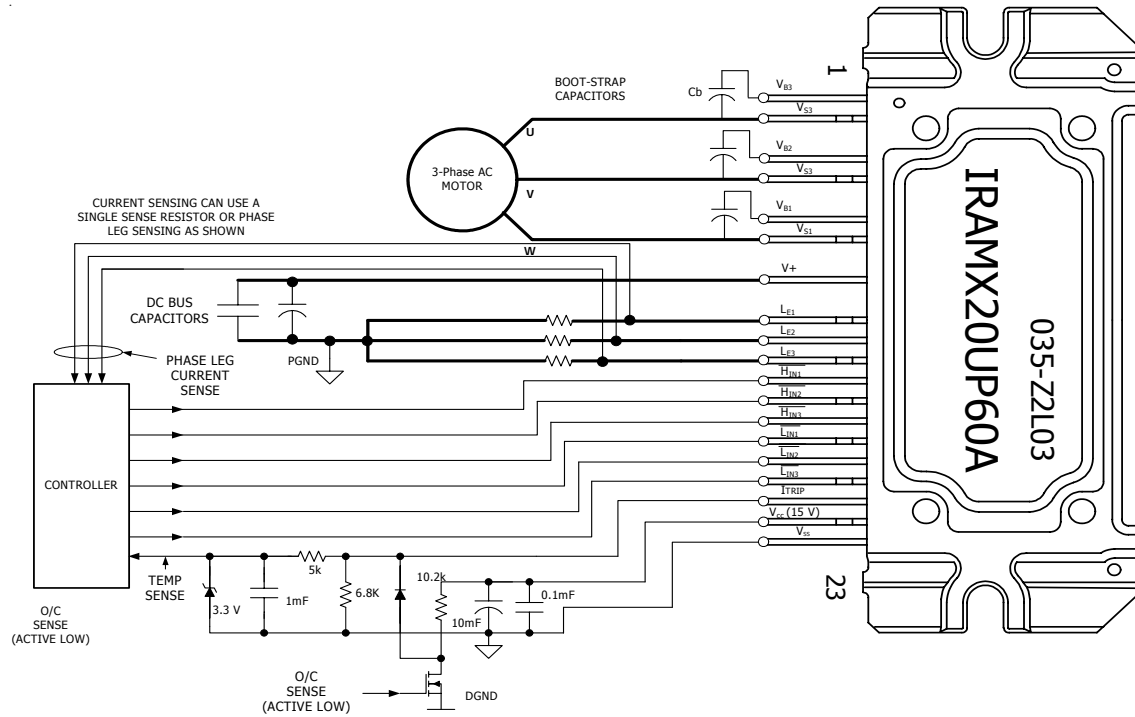 1
BOOT-STRAP
CAPACITORS
Cb
VB3
VS3
U
VB2
3-Phase AC
MOTOR
VS3
V
CURRENT SENSING CAN USE A
SINGLE SENSE RESISTOR OR PHASE
LEG SENSING AS SHOWN
VB1
VS1
W
V+
DC BUS
CAPACITORS
LE1
LE2
PGND
LE3
PHASE LEG
CURRENT
SENSE
HIN1
HIN2
HIN3
LIN1
LIN2
LIN3
CONTROLLER
ITRIP
VCC (15 V)
VSS
IRAMX20UP60A
035-Z2L03
23
TEMP
SENSE
5k
3.3 V
1mF
6.8K
10.2k
10mF
0.1mF
O/C
SENSE
(ACTIVE LOW)
O/C
SENSE
(ACTIVE LOW)
DGND